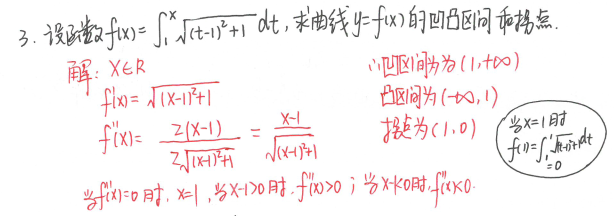 3. 设函数f(x)=∫₁ˣ√((t-1)²+1) dt,求曲线y=f(x)的凹凸区间和拐点.
解: X∈R
f'(x)=√((x-1)²+1)
f''(x)= 2(x-1)/(2√((x-1)²+1)) = (x-1)/√((x-1)²+1)
当f''(x)=0时, x=1, 当x-1>0时, f''(x)>0; 当x-1<0时, f''(x)<0.
∴凹区间为为(1,+∞)
凸区间为(-∞,1)
拐点为(1,0)
当x=1时
f(1)=∫₁¹√((t-1)²+1)dt
=0